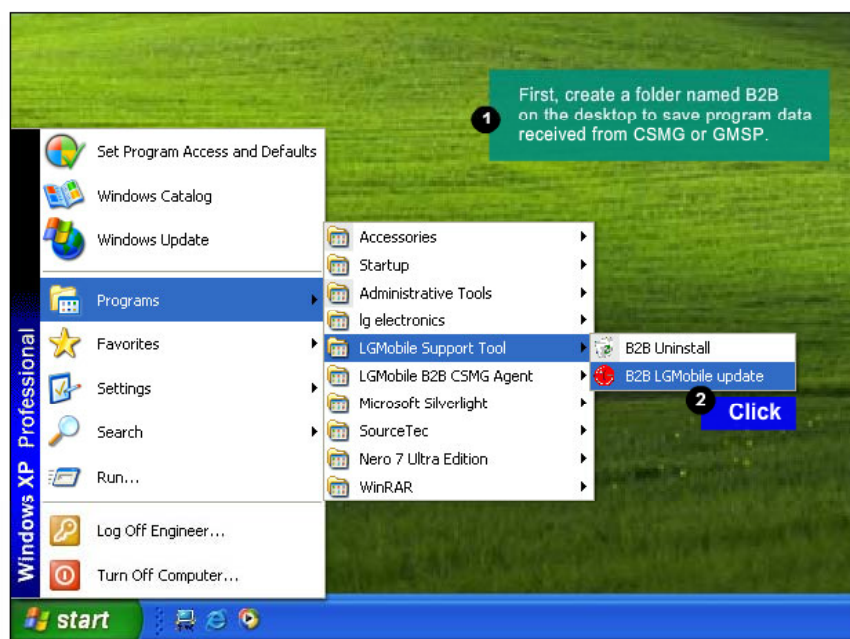 First, create a folder named B2B
on the desktop to save program data
received from CSMG or GMSP.
1
Set Program Access and Defaults
Windows Catalog
Windows Update
Programs
Favorites
Settings
Search
Run...
Log Off Engineer...
Turn Off Computer...
Windows XP Professional
Accessories
Startup
Administrative Tools
lg electronics
LGMobile Support Tool
LGMobile B2B CSMG Agent
Microsoft Silverlight
SourceTec
Nero 7 Ultra Edition
WinRAR
B2B Uninstall
B2B LGMobile update
2
Click
start